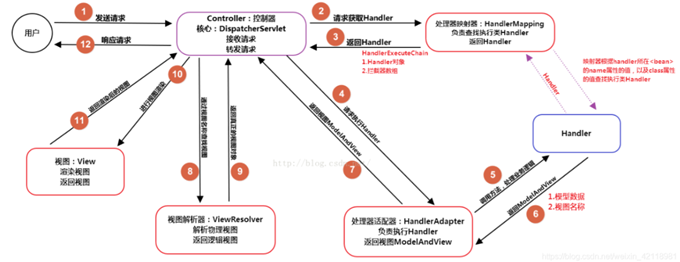 1
发送请求
用户
12
响应请求
Controller：控制器
核心：DispatcherServlet
接收请求
转发请求
2
请求获取Handler
3
返回Handler
HandlerExecuteChain
1.Handler对象
2.拦截器数组
处理器映射器：HandlerMapping
负责查找执行类Handler
返回Handler
Handler
映射器根据handler所在<bean>
的name属性的值，以及class属性
的值查找执行类Handler
Handler
11
返回渲染后的视图
10
进行视图渲染
视图：View
渲染视图
返回视图
8
通过视图名称查找视图
9
返回真正的视图对象
视图解析器：ViewResolver
解析物理视图
返回逻辑视图
4
请求执行Handler
7
返回视图ModelAndView
处理器适配器：HandlerAdapter
负责执行Handler
返回视图ModelAndView
5
调用方法，处理业务逻辑
6
返回ModelAndView
1.模型数据
2.视图名称